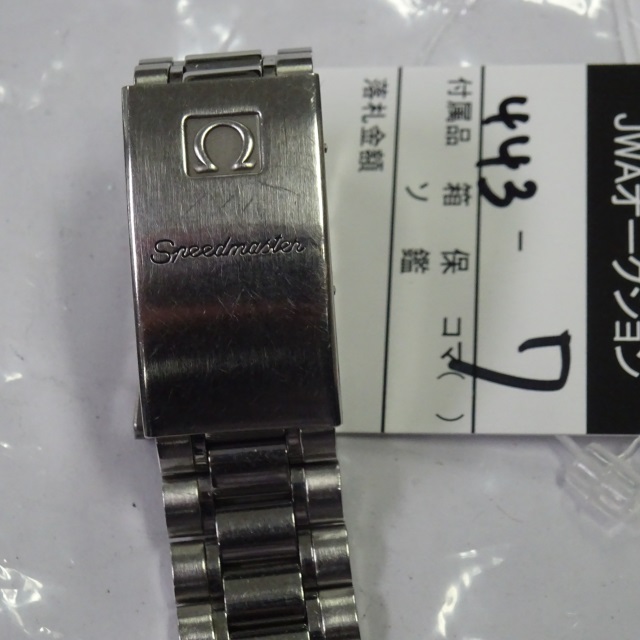 Speedmaster
JWAオークション
443-7
付属品 箱 保 コマ( )
ソ 鑑
落札金額